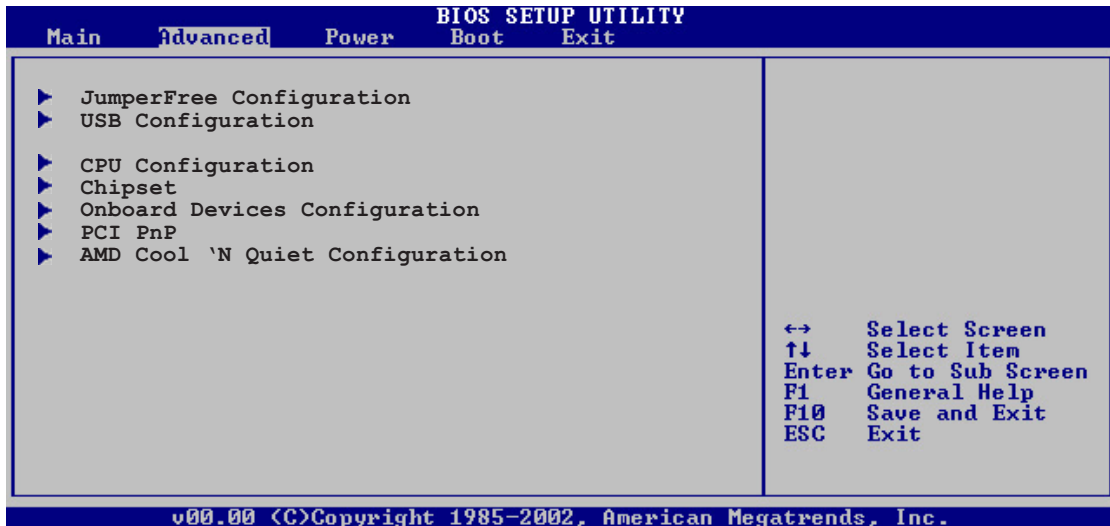 BIOS SETUP UTILITY
Main Advanced Power Boot Exit
JumperFree Configuration
USB Configuration
CPU Configuration
Chipset
Onboard Devices Configuration
PCI PnP
AMD Cool ‘N Quiet Configuration
←→ Select Screen
↑↓ Select Item
Enter Go to Sub Screen
F1 General Help
F10 Save and Exit
ESC Exit
v00.00 (C)Copyright 1985-2002, American Megatrends, Inc.